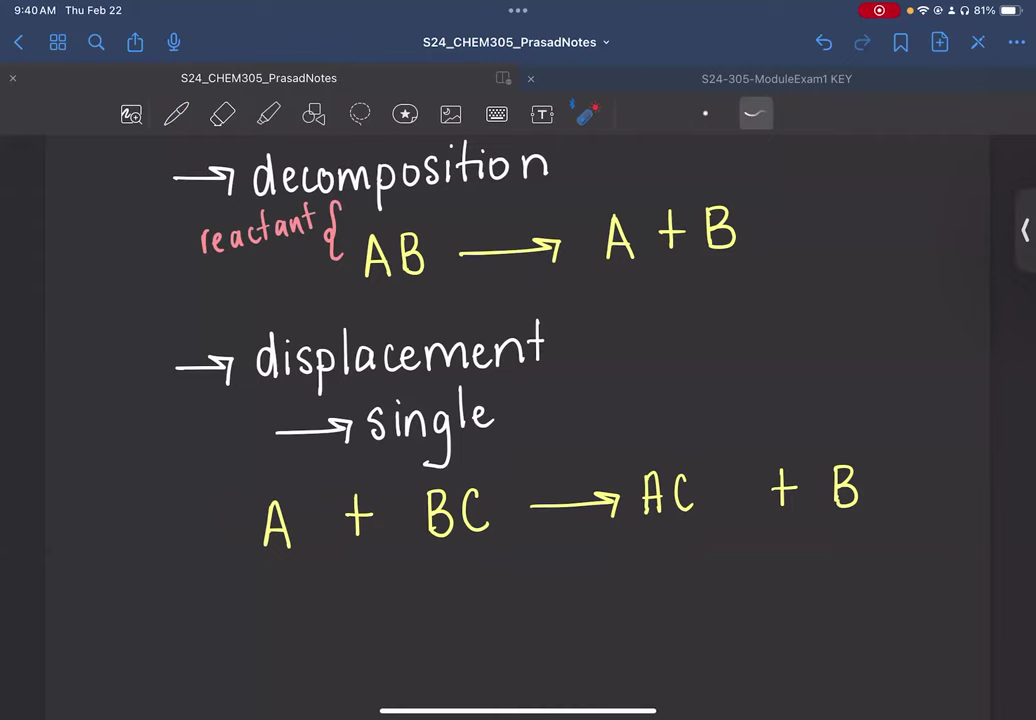 9:40 AM Thu Feb 22
81%
S24_CHEM305_PrasadNotes
S24_CHEM305_PrasadNotes
S24-305-ModuleExam1 KEY
→ decomposition
reactant {
AB → A + B
→ displacement
→ single
A + BC → AC + B